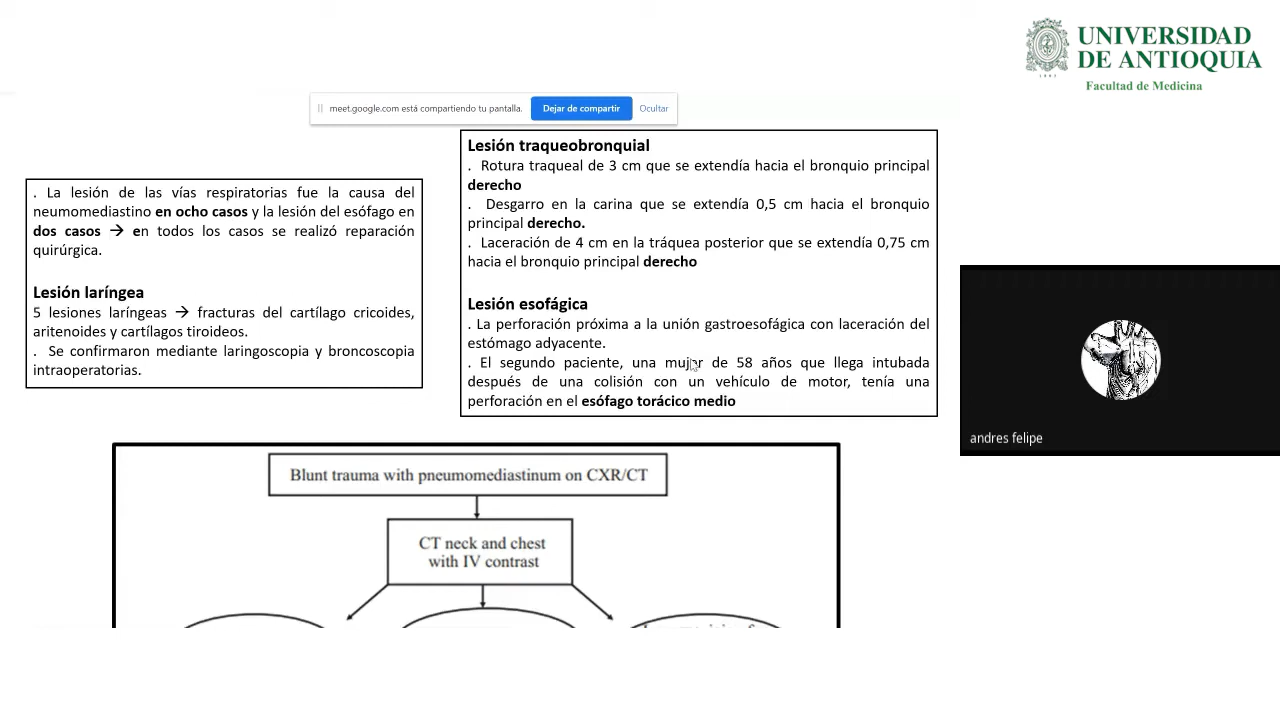 UNIVERSIDAD
DE ANTIOQUIA
1803
Facultad de Medicina
meet.google.com está compartiendo tu pantalla.
Dejar de compartir
Ocultar
. La lesión de las vías respiratorias fue la causa del
neumomediastino en ocho casos y la lesión del esófago en
dos casos → en todos los casos se realizó reparación
quirúrgica.
Lesión laríngea
5 lesiones laríngeas → fracturas del cartílago cricoides,
aritenoides y cartílagos tiroideos.
. Se confirmaron mediante laringoscopia y broncoscopia
intraoperatorias.
Lesión traqueobronquial
. Rotura traqueal de 3 cm que se extendía hacia el bronquio principal
derecho
. Desgarro en la carina que se extendía 0,5 cm hacia el bronquio
principal derecho.
. Laceración de 4 cm en la tráquea posterior que se extendía 0,75 cm
hacia el bronquio principal derecho
Lesión esofágica
. La perforación próxima a la unión gastroesofágica con laceración del
estómago adyacente.
. El segundo paciente, una mujer de 58 años que llega intubada
después de una colisión con un vehículo de motor, tenía una
perforación en el esófago torácico medio
andres felipe
Blunt trauma with pneumomediastinum on CXR/CT
CT neck and chest
with IV contrast